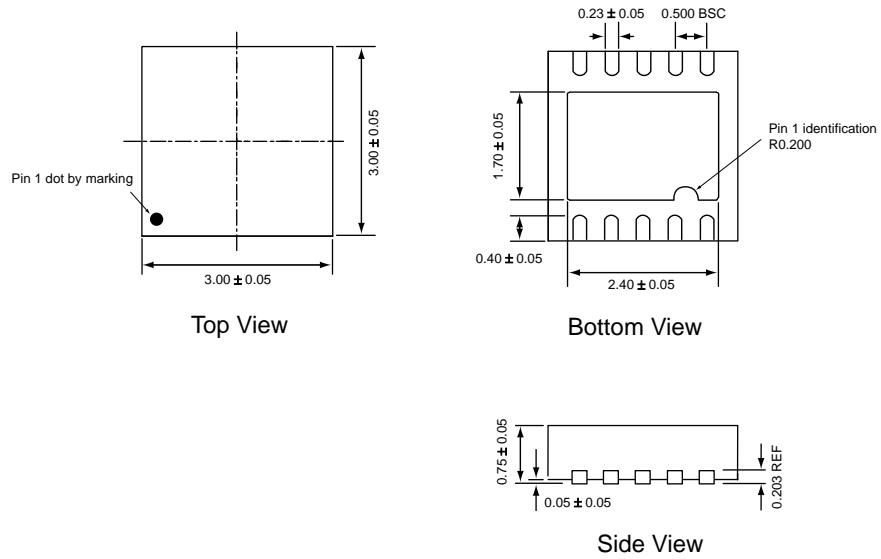 0.23 ± 0.05
0.500 BSC
3.00 ± 0.05
Pin 1 dot by marking
3.00 ± 0.05
Top View
1.70 ± 0.05
Pin 1 identification
R0.200
0.40 ± 0.05
2.40 ± 0.05
Bottom View
0.75 ± 0.05
0.05 ± 0.05
0.203 REF
Side View